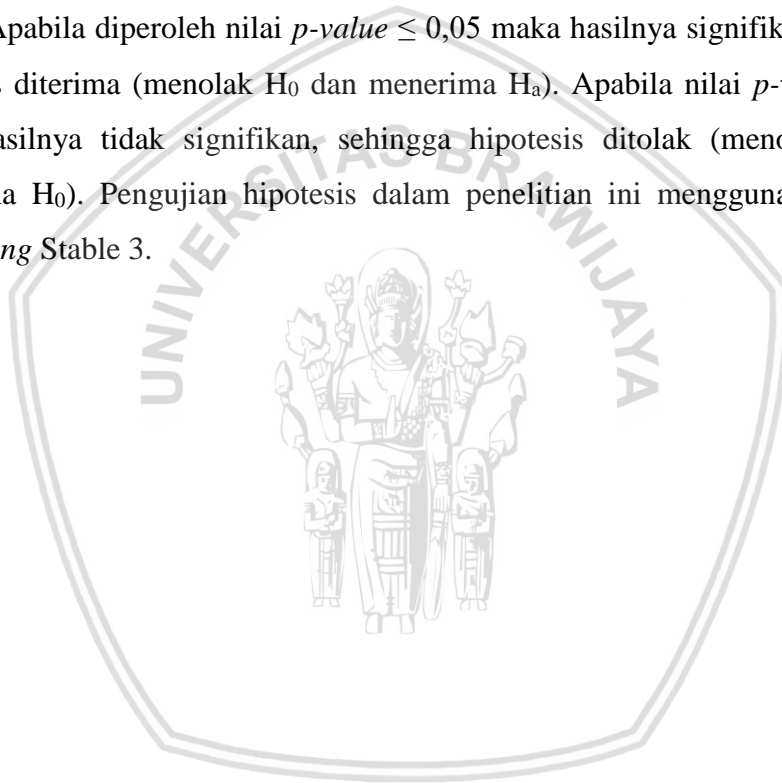 Apabila diperoleh nilai p-value ≤ 0,05 maka hasilnya signifik
diterima (menolak H₀ dan menerima Hₐ). Apabila nilai p-
hasilnya tidak signifikan, sehingga hipotesis ditolak (meno
H₀). Pengujian hipotesis dalam penelitian ini mengguna
ng Stable 3.
UNIVERSITAS BRAWIJAYA